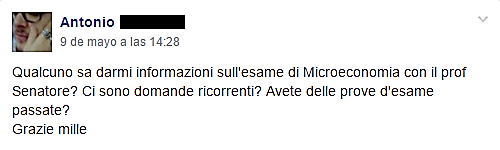 Antonio
9 de mayo a las 14:28
Qualcuno sa darmi informazioni sull'esame di Microeconomia con il prof
Senatore? Ci sono domande ricorrenti? Avete delle prove d'esame
passate?
Grazie mille